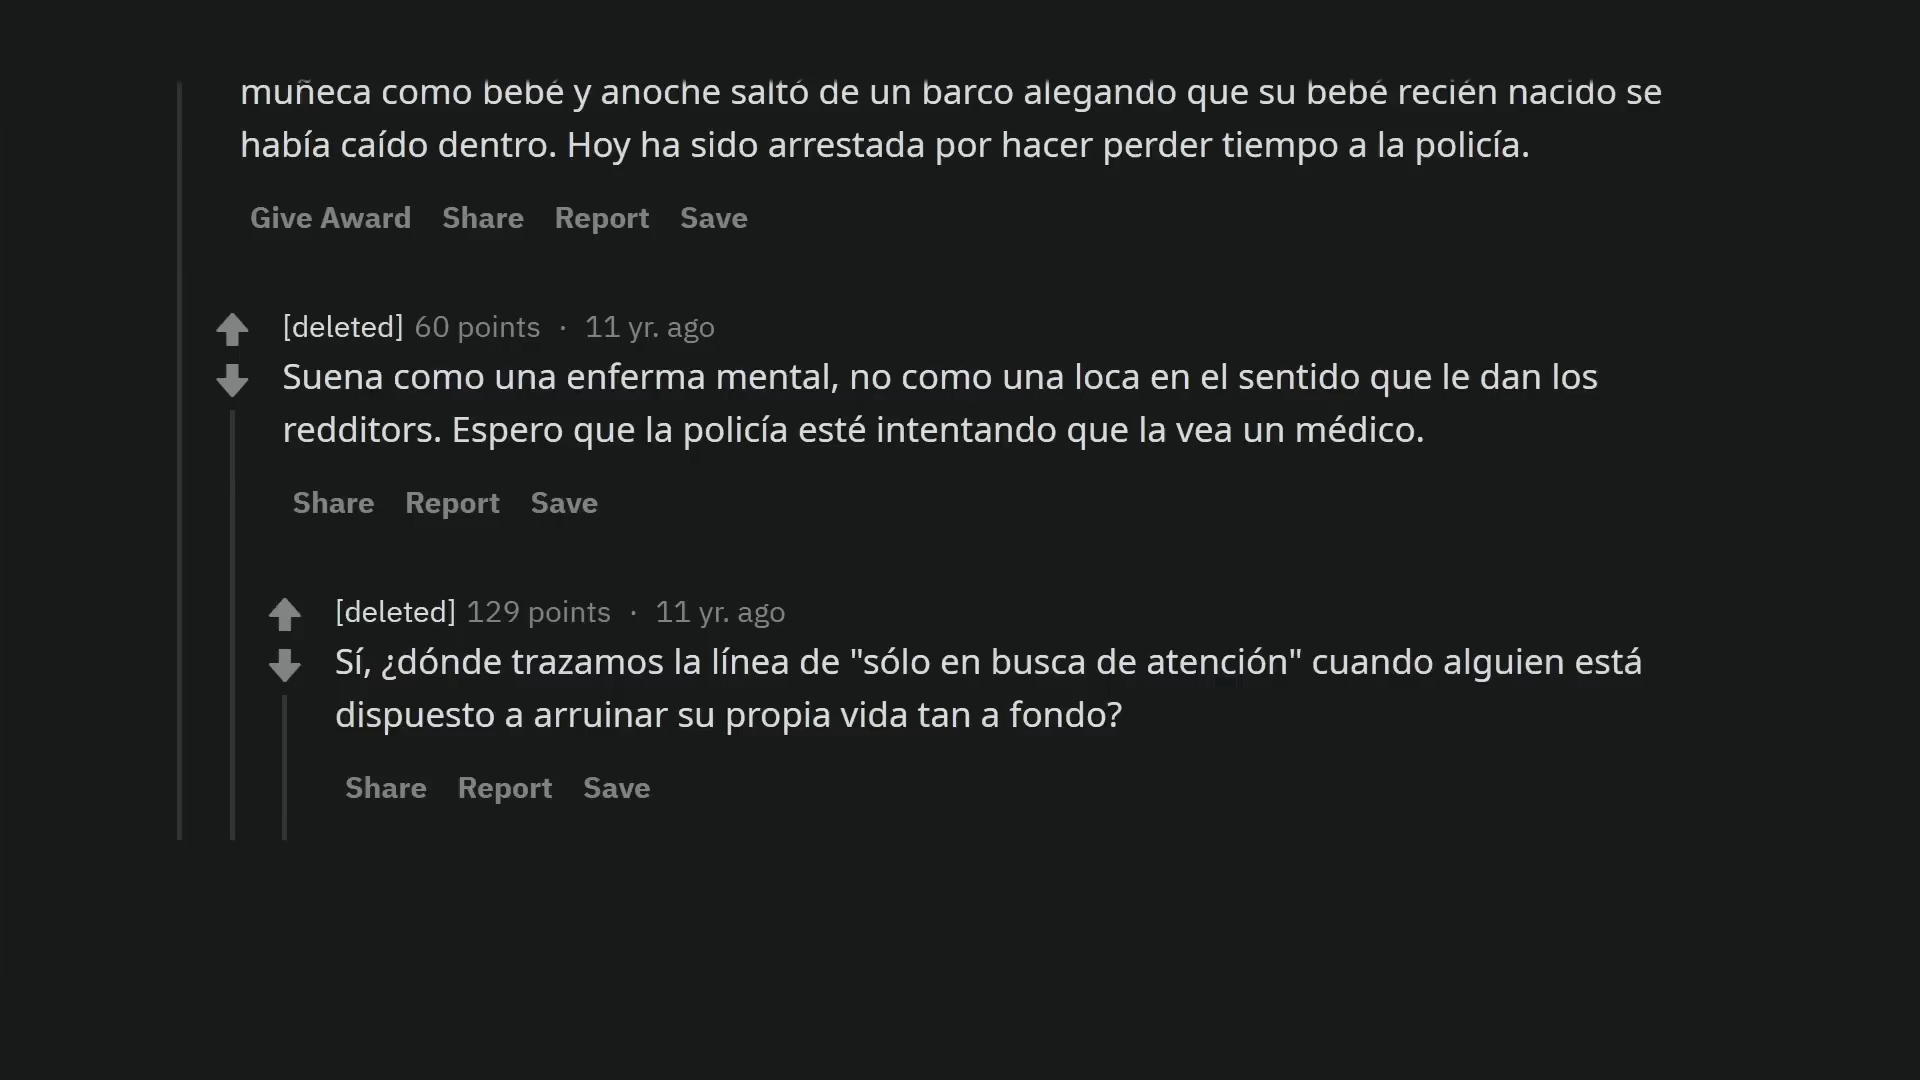 muñeca como bebé y anoche saltó de un barco alegando que su bebé recién nacido se
había caído dentro. Hoy ha sido arrestada por hacer perder tiempo a la policía.
Give Award Share Report Save
[deleted] 60 points · 11 yr. ago
Suena como una enferma mental, no como una loca en el sentido que le dan los
redditors. Espero que la policía esté intentando que la vea un médico.
Share Report Save
[deleted] 129 points · 11 yr. ago
Sí, ¿dónde trazamos la línea de "sólo en busca de atención" cuando alguien está
dispuesto a arruinar su propia vida tan a fondo?
Share Report Save